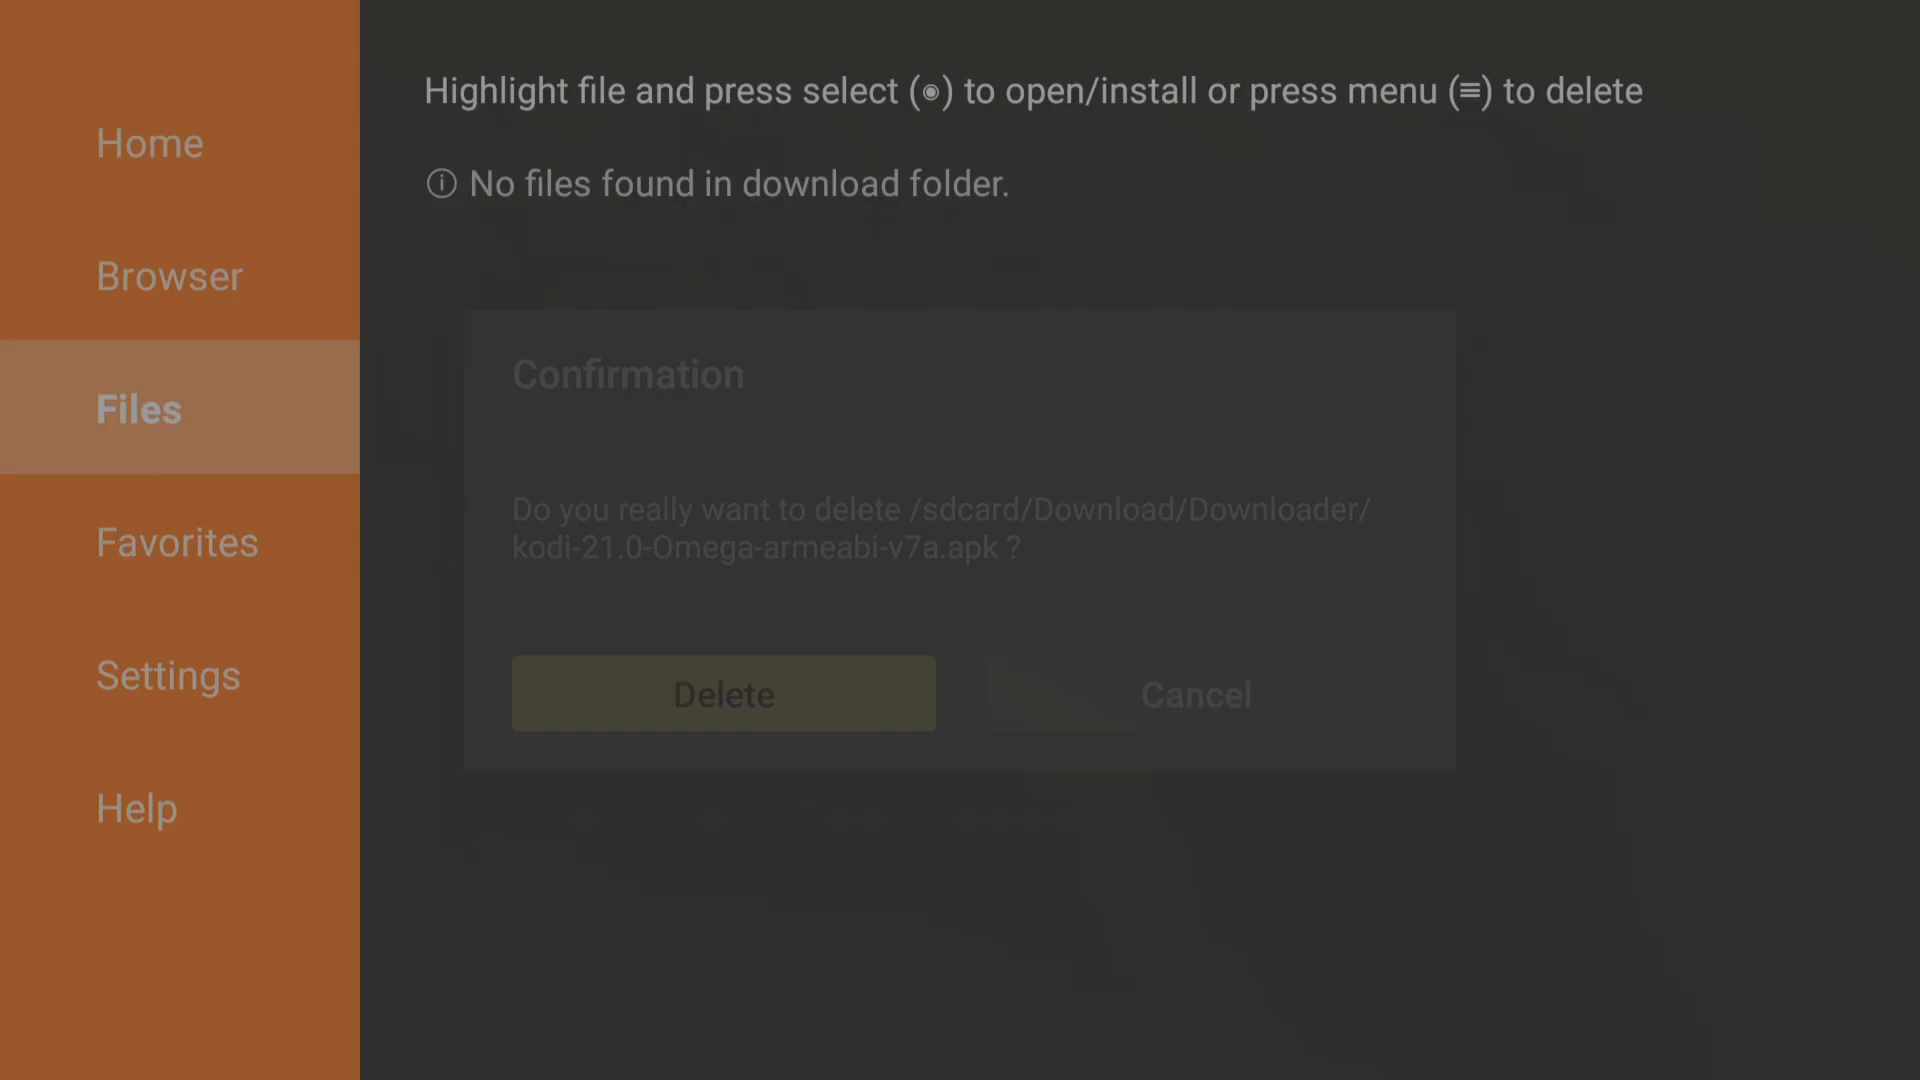 Home
Browser
Files
Favorites
Settings
Help
Highlight file and press select (◉) to open/install or press menu (≡) to delete
ⓘ No files found in download folder.
Confirmation
Do you really want to delete /sdcard/Download/Downloader/
kodi-21.0-Omega-armeabi-v7a.apk ?
Delete
Cancel